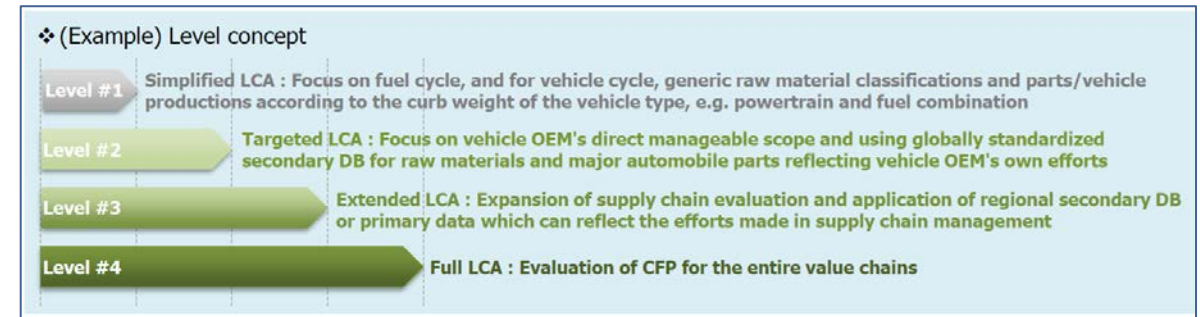 ❖ (Example) Level concept
Level #1
Simplified LCA : Focus on fuel cycle, and for vehicle cycle, generic raw material classifications and parts/vehicle
productions according to the curb weight of the vehicle type, e.g. powertrain and fuel combination
Level #2
Targeted LCA : Focus on vehicle OEM's direct manageable scope and using globally standardized
secondary DB for raw materials and major automobile parts reflecting vehicle OEM's own efforts
Level #3
Extended LCA : Expansion of supply chain evaluation and application of regional secondary DB
or primary data which can reflect the efforts made in supply chain management
Level #4
Full LCA : Evaluation of CFP for the entire value chains